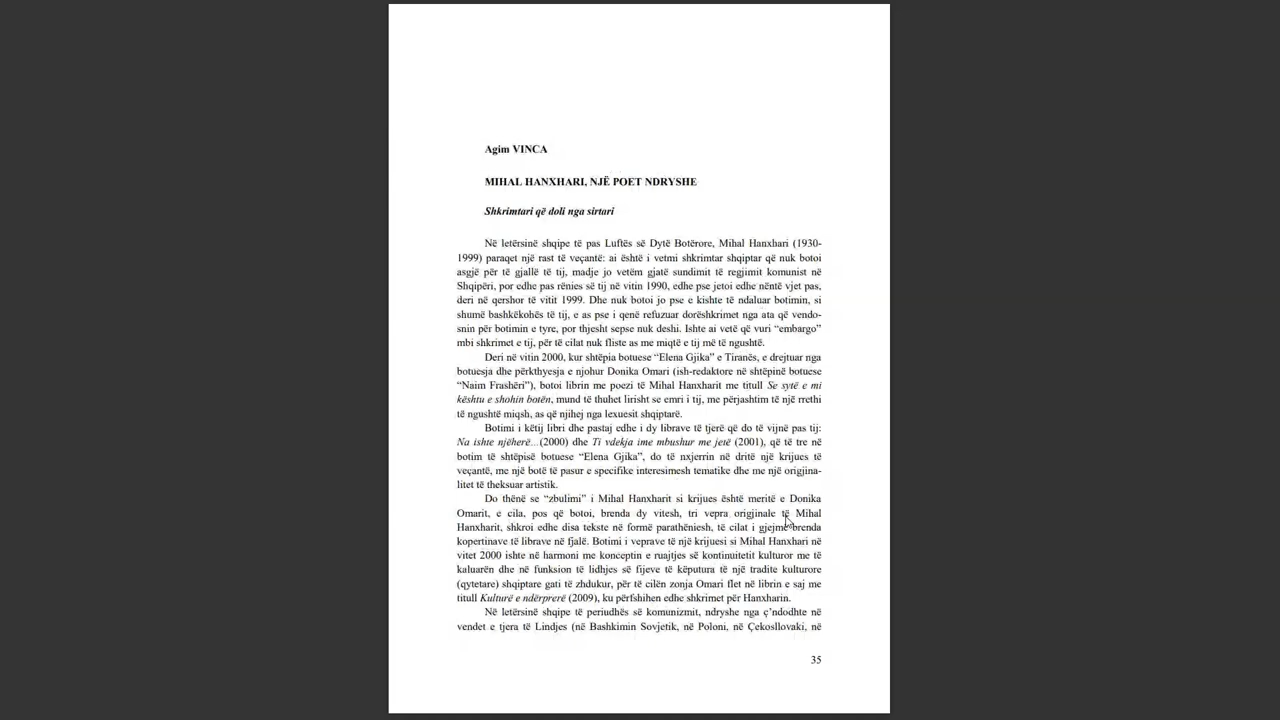 Agim VINCA
MIHAL HANXHARI, NJË POET NDRYSHE
Shkrimtari që doli nga sirtari
Në letërsinë shqipe të pas Luftës së Dytë Botërore, Mihal Hanxhari (1930-
1999) paraqet një rast të veçantë: ai është i vetmi shkrimtar shqiptar që nuk botoi
asgjë për të gjallë të tij, madje jo vetëm gjatë sundimit të regjimit komunist në
Shqipëri, por edhe pas rënies së tij në vitin 1990, edhe pse jetoi edhe nëntë vjet pas,
deri në qershor të vitit 1999. Dhe nuk botoi jo pse e kishte të ndaluar botimin, si
shumë bashkëkohës të tij, e as pse i qenë refuzuar dorëshkrimet nga ata që vendo-
snin për botimin e tyre, por thjesht sepse nuk deshi. Ishte ai vetë që vuri “embargo”
mbi shkrimet e tij, për të cilat nuk fliste as me miqtë e tij më të ngushtë.
Deri në vitin 2000, kur shtëpia botuese “Elena Gjika” e Tiranës, e drejtuar nga
botuesja dhe përkthyesja e njohur Donika Omari (ish-redaktore në shtëpinë botuese
“Naim Frashëri”), botoi librin me poezi të Mihal Hanxharit me titull Se sytë e mi
kështu e shohin botën, mund të thuhet lirisht se emri i tij, me përjashtim të një rrethi
të ngushtë miqsh, as që njihej nga lexuesit shqiptarë.
Botimi i këtij libri dhe pastaj edhe i dy librave të tjerë që do të vijnë pas tij:
Na ishte njëherë...(2000) dhe Ti vdekja ime mbushur me jetë (2001), që të tre në
botim të shtëpisë botuese “Elena Gjika”, do të nxjerrin në dritë një krijues të
veçantë, me një botë të pasur e specifike interesimesh tematike dhe me një origjina-
litet të theksuar artistik.
Do thënë se “zbulimi” i Mihal Hanxharit si krijues është meritë e Donika
Omarit, e cila, pos që botoi, brenda dy vitesh, tri vepra origjinale të Mihal
Hanxharit, shkroi edhe disa tekste në formë parathëniesh, të cilat i gjejmë brenda
kopertinave të librave në fjalë. Botimi i veprave të një krijuesi si Mihal Hanxhari në
vitet 2000 ishte në harmoni me konceptin e ruajtjes së kontinuitetit kulturor me të
kaluarën dhe në funksion të lidhjes së fijeve të këputura të një tradite kulturore
(qytetare) shqiptare gati të zhdukur, për të cilën zonja Omari flet në librin e saj me
titull Kulturë e ndërprerë (2009), ku përfshihen edhe shkrimet për Hanxharin.
Në letërsinë shqipe të periudhës së komunizmit, ndryshe nga ç’ndodhte në
vendet e tjera të Lindjes (në Bashkimin Sovjetik, në Poloni, në Çekosllovaki, në
35